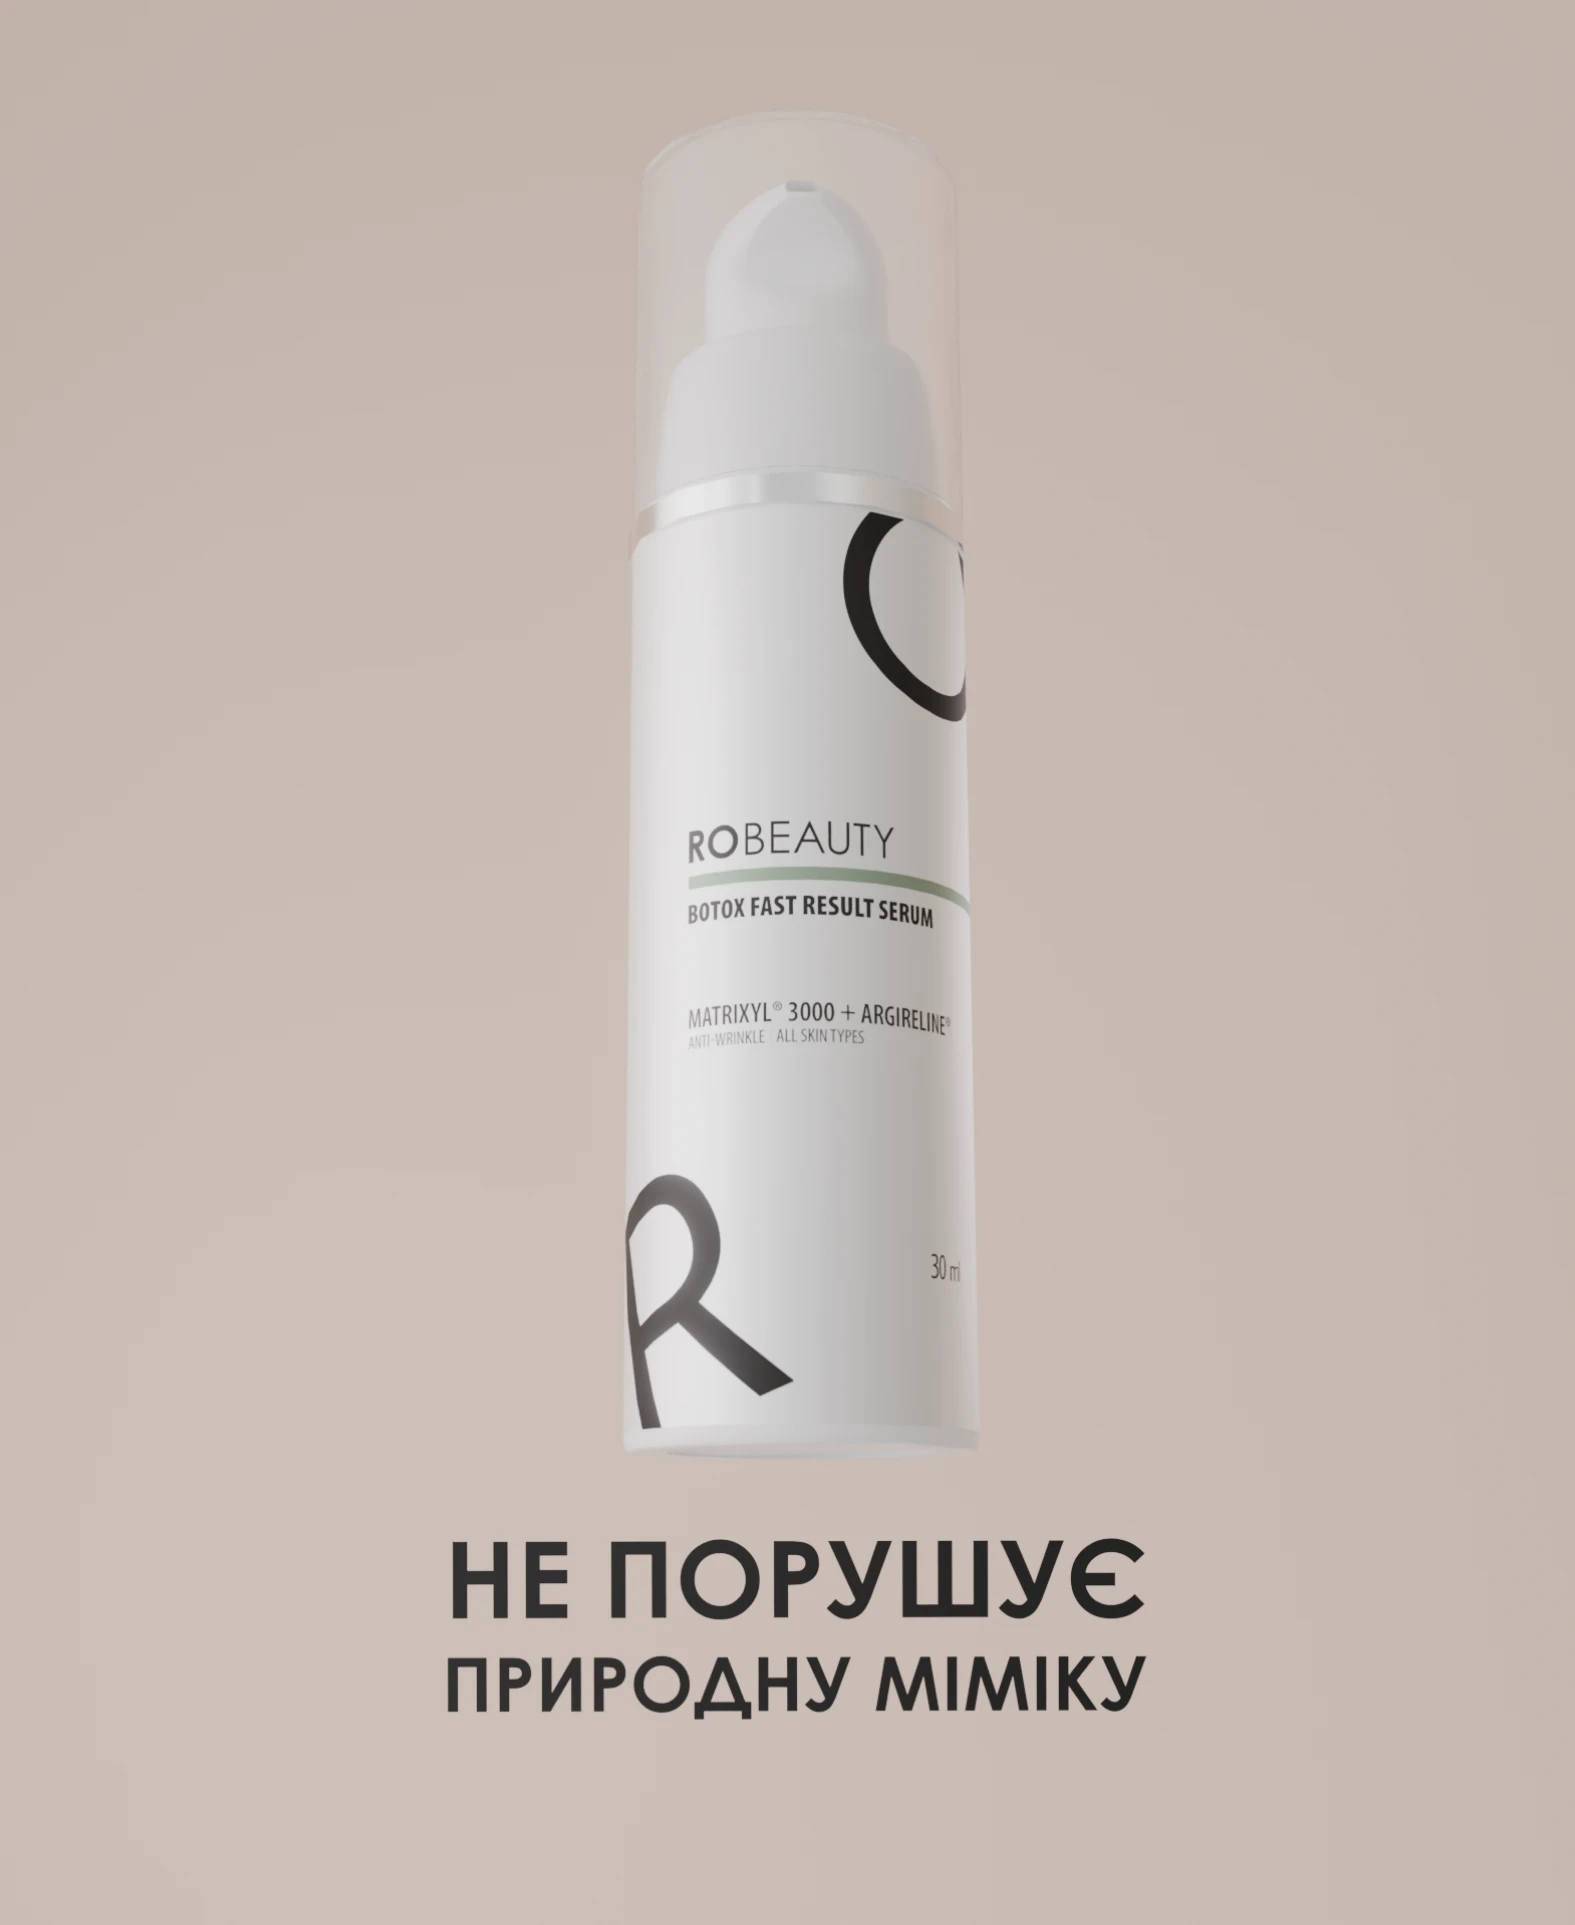 ROBEAUTY
BOTOX FAST RESULT SERUM
MATRIXYL® 3000 + ARGIRELINE®
ANTI-WRINKLE ALL SKIN TYPES
RO
30 ml
НЕ ПОРУШУЄ
ПРИРОДНУ МІМІКУ